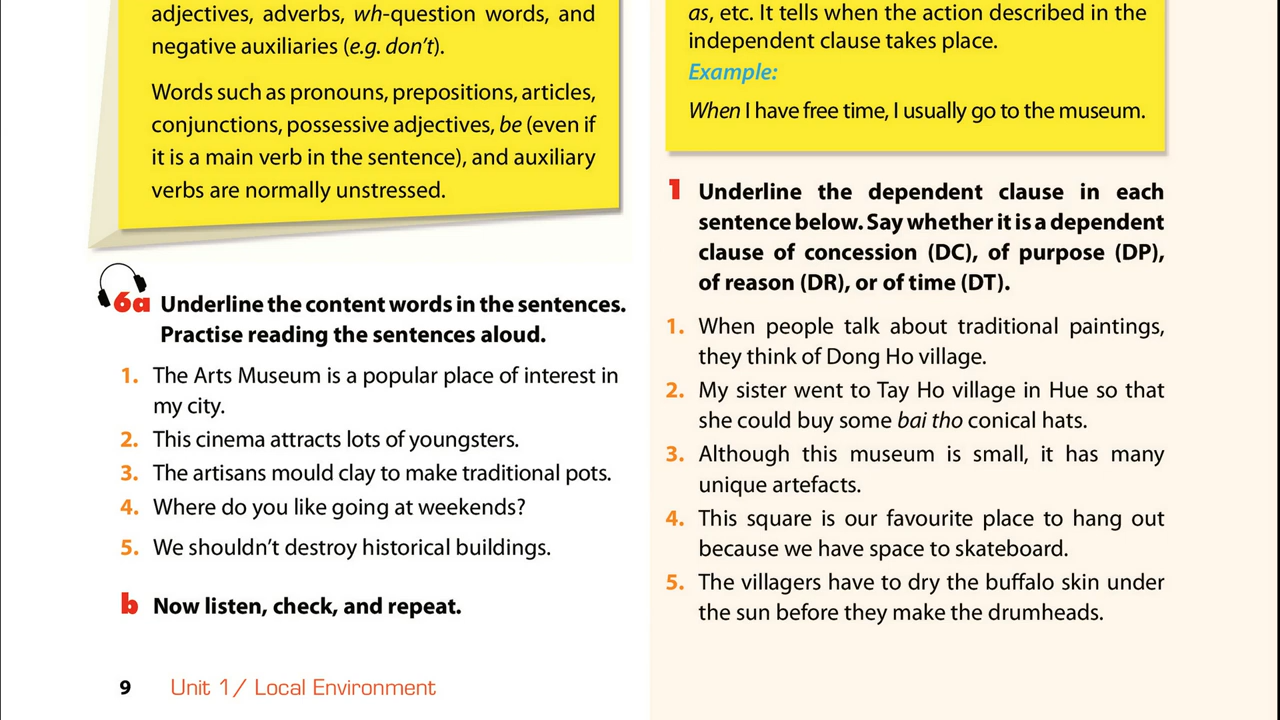 adjectives, adverbs, wh-question words, and
negative auxiliaries (e.g. don't).
Words such as pronouns, prepositions, articles,
conjunctions, possessive adjectives, be (even if
it is a main verb in the sentence), and auxiliary
verbs are normally unstressed.
6a Underline the content words in the sentences.
Practise reading the sentences aloud.
1. The Arts Museum is a popular place of interest in
my city.
2. This cinema attracts lots of youngsters.
3. The artisans mould clay to make traditional pots.
4. Where do you like going at weekends?
5. We shouldn't destroy historical buildings.
b Now listen, check, and repeat.
9 Unit 1/ Local Environment
as, etc. It tells when the action described in the
independent clause takes place.
Example:
When I have free time, I usually go to the museum.
1 Underline the dependent clause in each
sentence below. Say whether it is a dependent
clause of concession (DC), of purpose (DP),
of reason (DR), or of time (DT).
1. When people talk about traditional paintings,
they think of Dong Ho village.
2. My sister went to Tay Ho village in Hue so that
she could buy some bai tho conical hats.
3. Although this museum is small, it has many
unique artefacts.
4. This square is our favourite place to hang out
because we have space to skateboard.
5. The villagers have to dry the buffalo skin under
the sun before they make the drumheads.